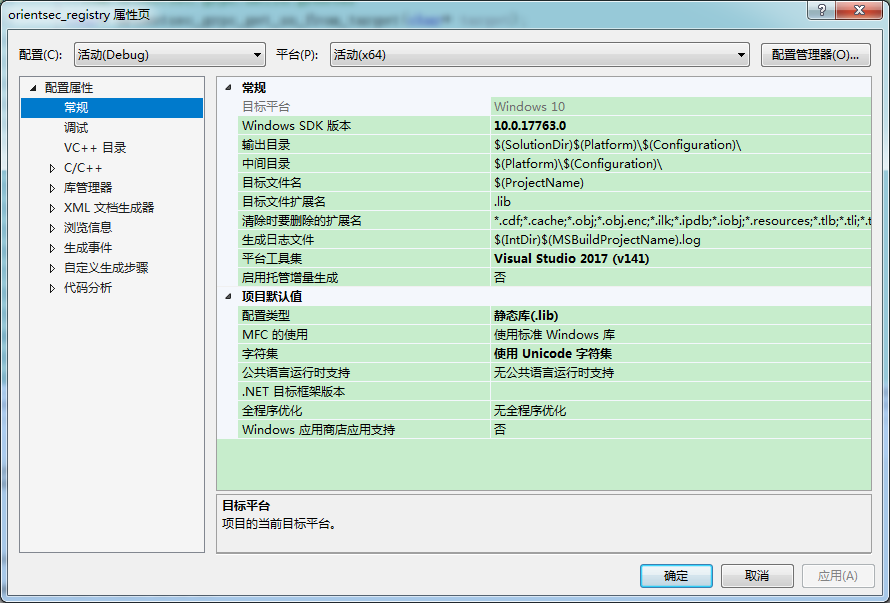 orientsec_registry 属性页
配置(C):
活动(Debug)
平台(P):
活动(x64)
配置管理器(O)...
配置属性
常规
调试
VC++ 目录
C/C++
库管理器
XML 文档生成器
浏览信息
生成事件
自定义生成步骤
代码分析
常规
目标平台 Windows 10
Windows SDK 版本 10.0.17763.0
输出目录 $(SolutionDir)$(Platform)\$(Configuration)\
中间目录 $(Platform)\$(Configuration)\
目标文件名 $(ProjectName)
目标文件扩展名 .lib
清除时要删除的扩展名 *.cdf;*.cache;*.obj;*.obj.enc;*.ilk;*.ipdb;*.iobj;*.resources;*.tlb;*.tli;*.t
生成日志文件 $(IntDir)$(MSBuildProjectName).log
平台工具集 Visual Studio 2017 (v141)
启用托管增量生成 否
项目默认值
配置类型 静态库(.lib)
MFC 的使用 使用标准 Windows 库
字符集 使用 Unicode 字符集
公共语言运行时支持 无公共语言运行时支持
.NET 目标框架版本
全程序优化 无全程序优化
Windows 应用商店应用支持 否
目标平台
项目的当前目标平台。
确定
取消
应用(A)